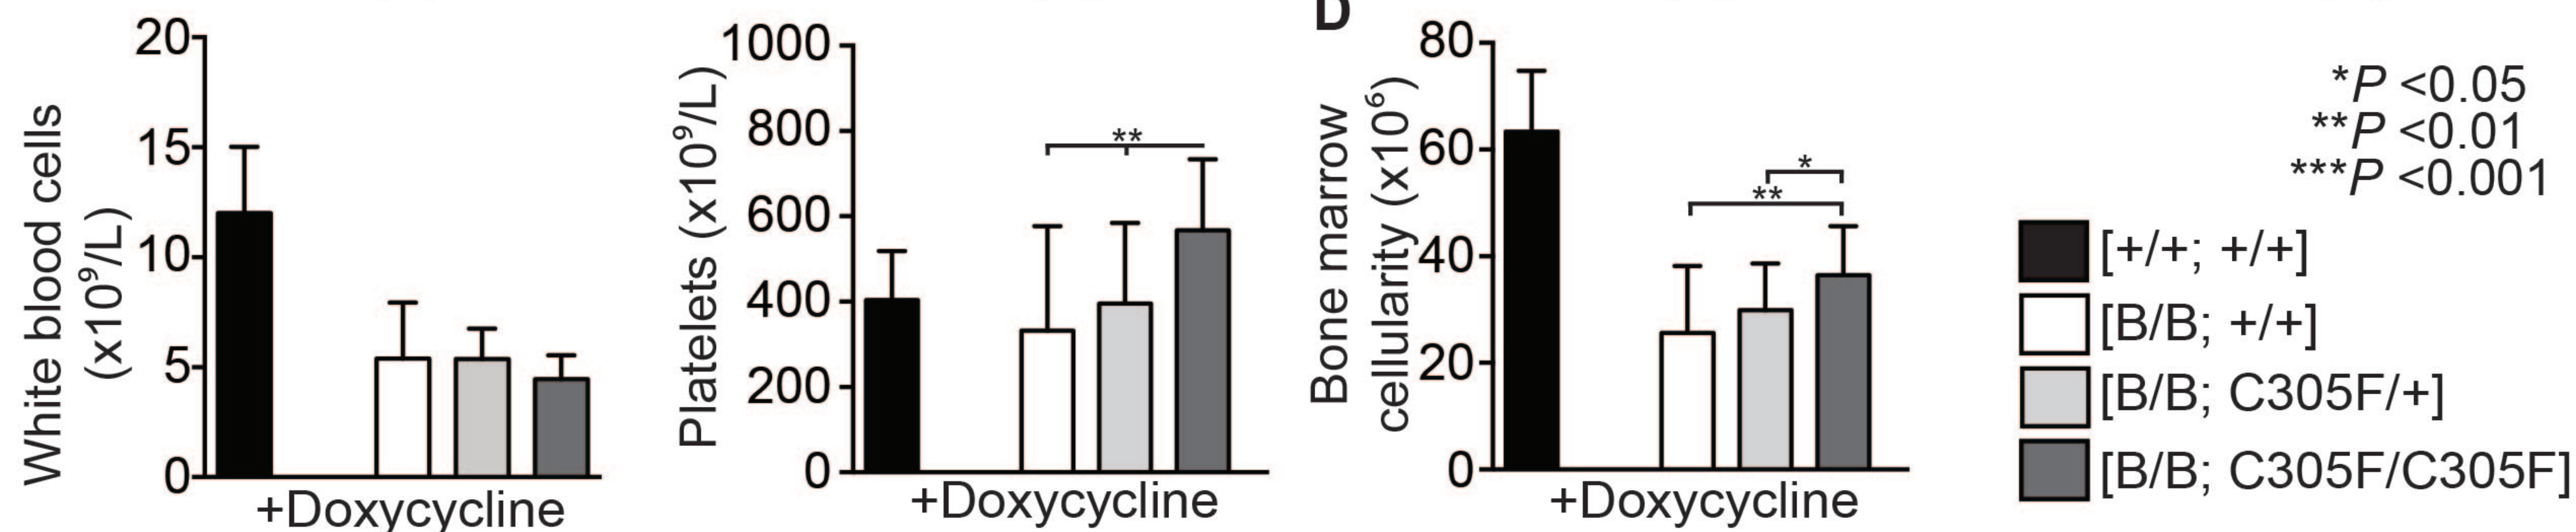 White blood cells
(x10⁹/L)
20
15
10
5
0
+Doxycycline
Platelets (x10⁹/L)
1000
800
600
400
200
0
**
+Doxycycline
D
Bone marrow
cellularity (x10⁶)
80
60
40
20
0
*
**
+Doxycycline
*P <0.05
**P <0.01
***P <0.001
[+/+; +/+]
[B/B; +/+]
[B/B; C305F/+]
[B/B; C305F/C305F]